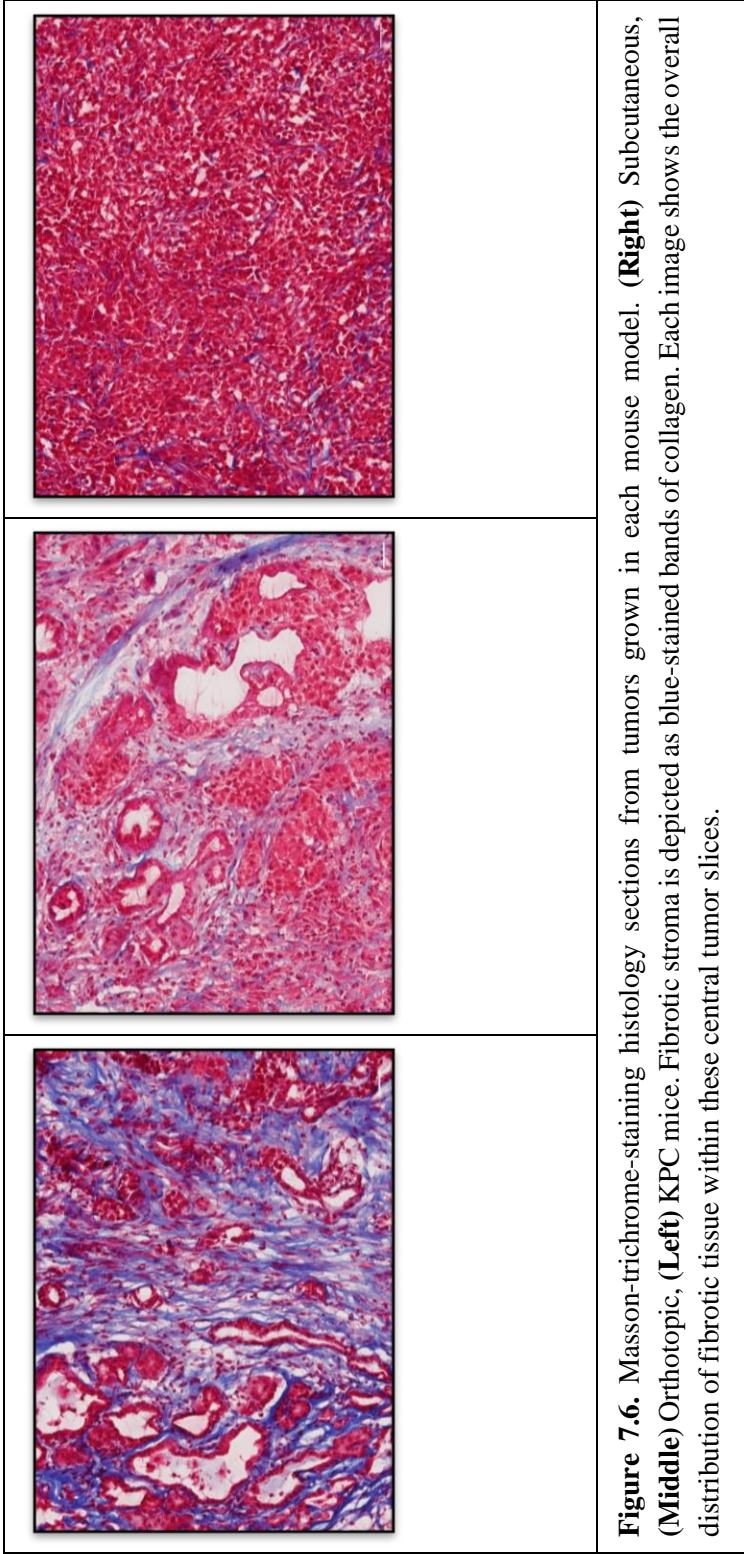 Figure 7.6. Masson-trichrome-staining histology sections from tumors grown in each mouse model. (Right) Subcutaneous,
(Middle) Orthotopic, (Left) KPC mice. Fibrotic stroma is depicted as blue-stained bands of collagen. Each image shows the overall
distribution of fibrotic tissue within these central tumor slices.